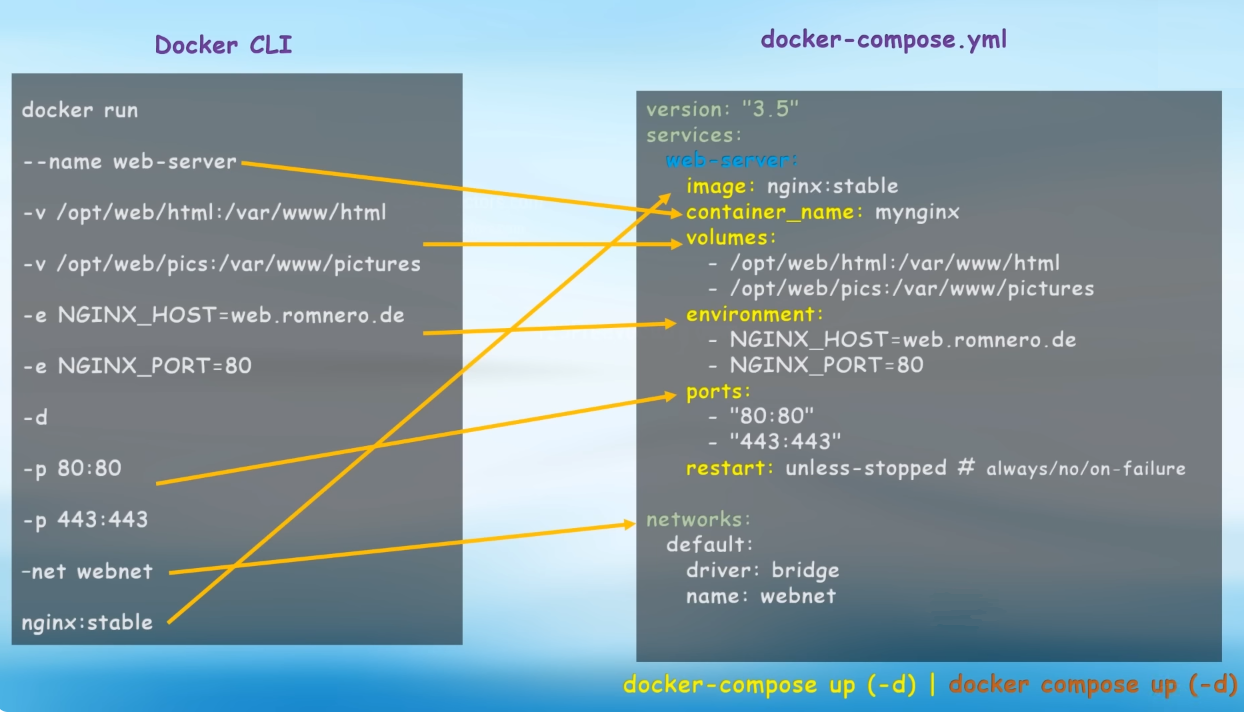 Docker CLI
docker run
--name web-server
-v /opt/web/html:/var/www/html
-v /opt/web/pics:/var/www/pictures
-e NGINX_HOST=web.romnero.de
-e NGINX_PORT=80
-d
-p 80:80
-p 443:443
-net webnet
nginx:stable
docker-compose.yml
version: "3.5"
services:
web-server:
image: nginx:stable
container_name: mynginx
volumes:
- /opt/web/html:/var/www/html
- /opt/web/pics:/var/www/pictures
environment:
- NGINX_HOST=web.romnero.de
- NGINX_PORT=80
ports:
- "80:80"
- "443:443"
restart: unless-stopped # always/no/on-failure
networks:
default:
driver: bridge
name: webnet
docker-compose up (-d) | docker compose up (-d)